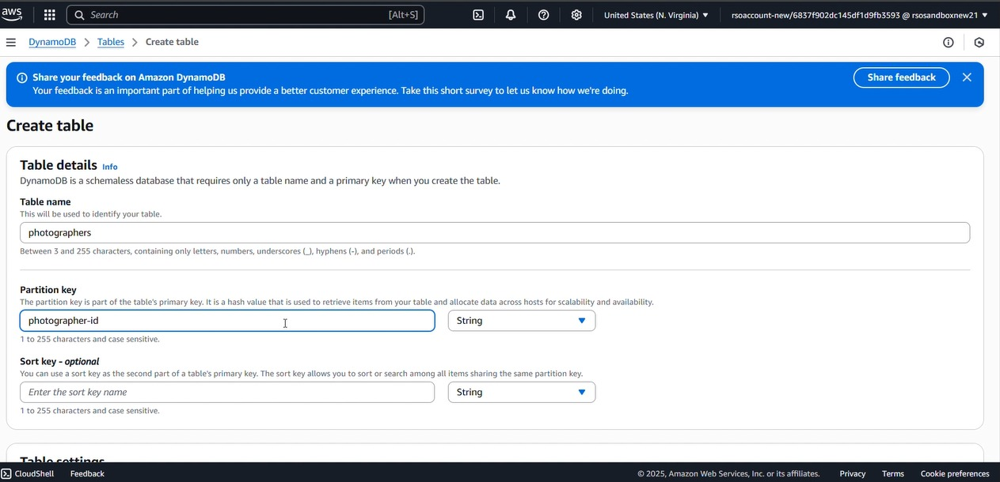 aws Search [Alt+S] United States (N. Virginia) rsoaccount-new/6837f902dc145df1d9fb3593 @ rsosandboxnew21
DynamoDB > Tables > Create table
Share your feedback on Amazon DynamoDB
Your feedback is an important part of helping us provide a better customer experience. Take this short survey to let us know how we're doing.
Share feedback
Create table
Table details Info
DynamoDB is a schemaless database that requires only a table name and a primary key when you create the table.
Table name
This will be used to identify your table.
photographers
Between 3 and 255 characters, containing only letters, numbers, underscores (_), hyphens (-), and periods (.).
Partition key
The partition key is part of the table's primary key. It is a hash value that is used to retrieve items from your table and allocate data across hosts for scalability and availability.
photographer-id String
1 to 255 characters and case sensitive.
Sort key - optional
You can use a sort key as the second part of a table's primary key. The sort key allows you to sort or search among all items sharing the same partition key.
Enter the sort key name String
1 to 255 characters and case sensitive.
Table settings
CloudShell Feedback © 2025, Amazon Web Services, Inc. or its affiliates. Privacy Terms Cookie preferences